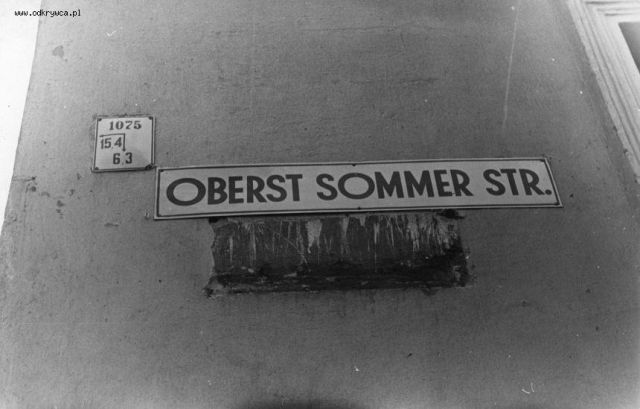 www.odkrywca.pl
1075
15,4
6,3
OBERST SOMMER STR.